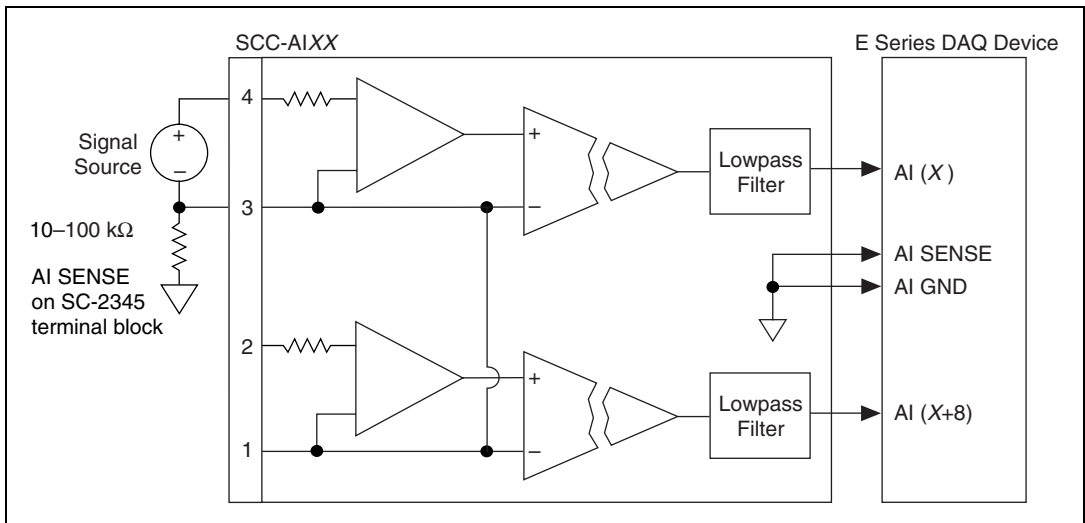 SCC-AIXX
E Series DAQ Device
4
Signal
Source
+
−
+
−
Lowpass
Filter
AI (X)
3
10–100 kΩ
AI SENSE
on SC-2345
terminal block
AI SENSE
AI GND
2
+
−
Lowpass
Filter
AI (X+8)
1